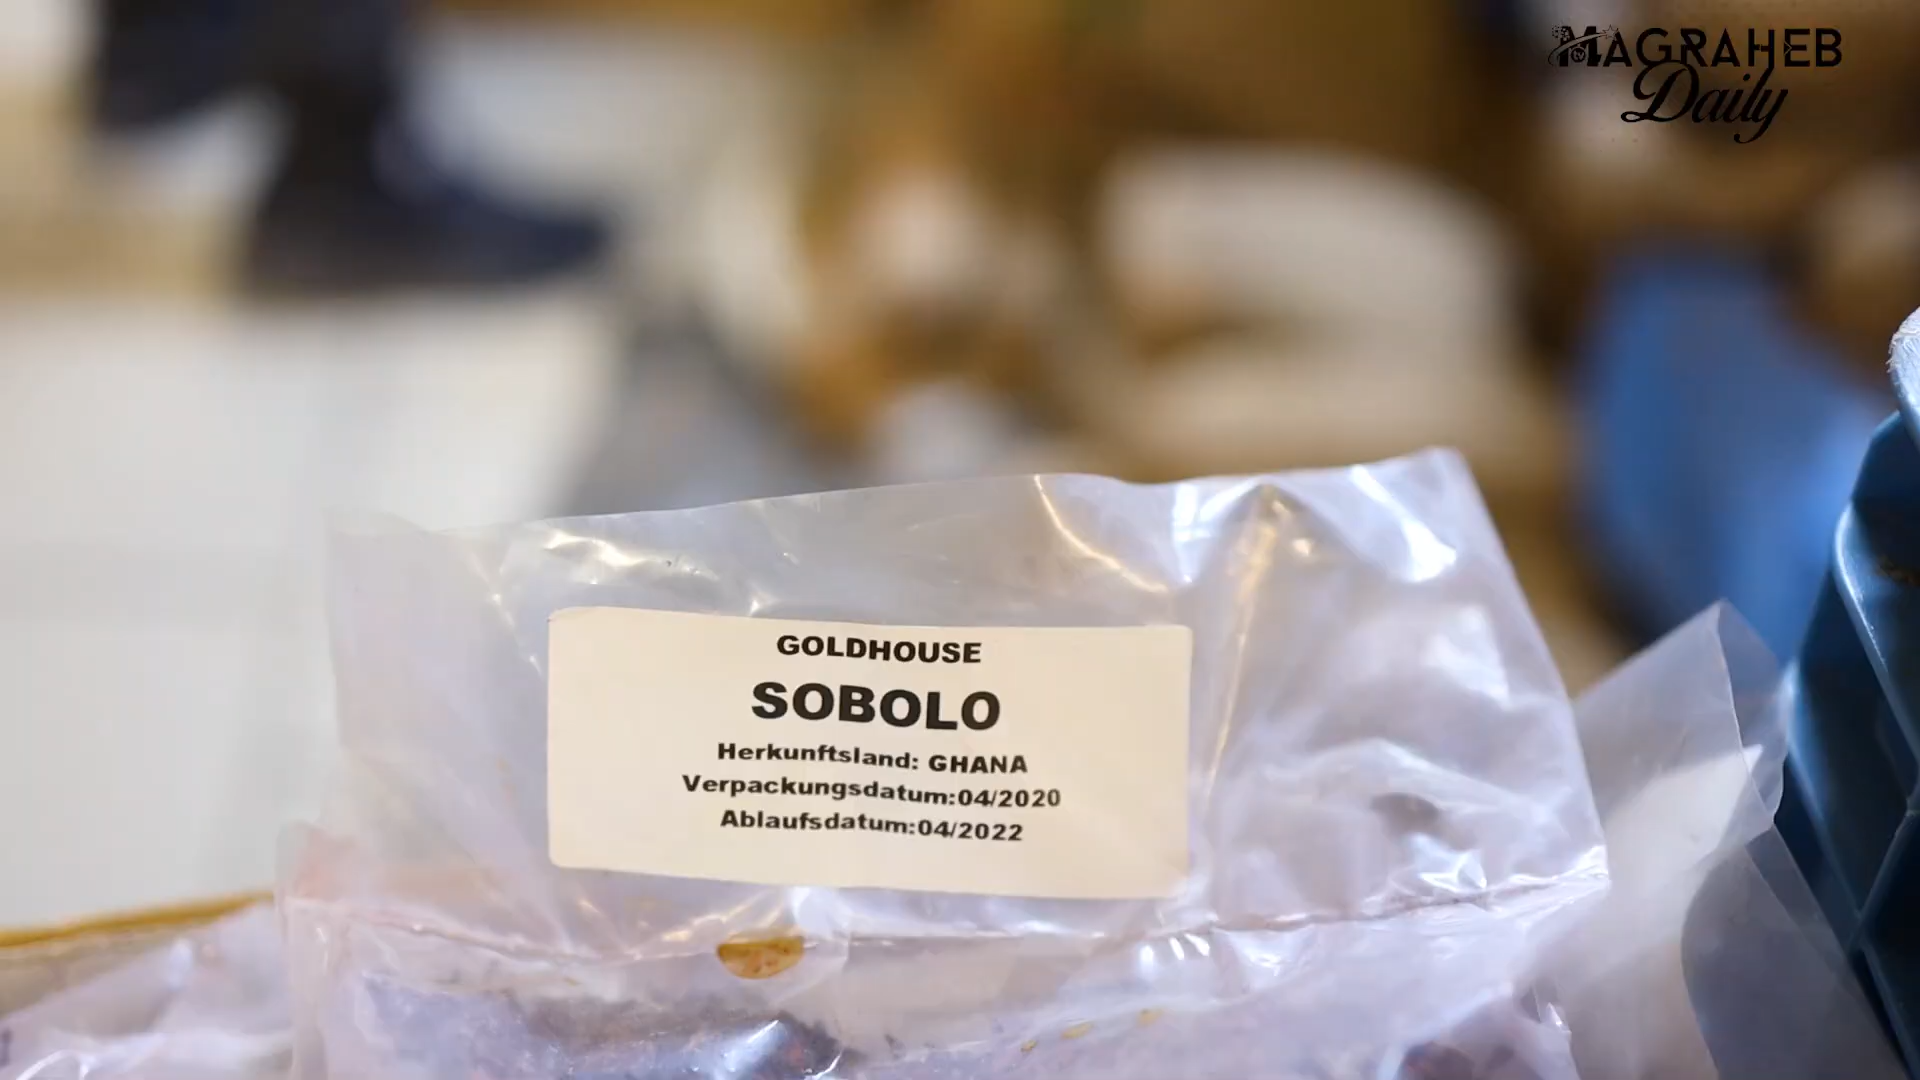 MAGRAHEB
Daily
GOLDHOUSE
SOBOLO
Herkunftsland: GHANA
Verpackungsdatum:04/2020
Ablaufsdatum:04/2022